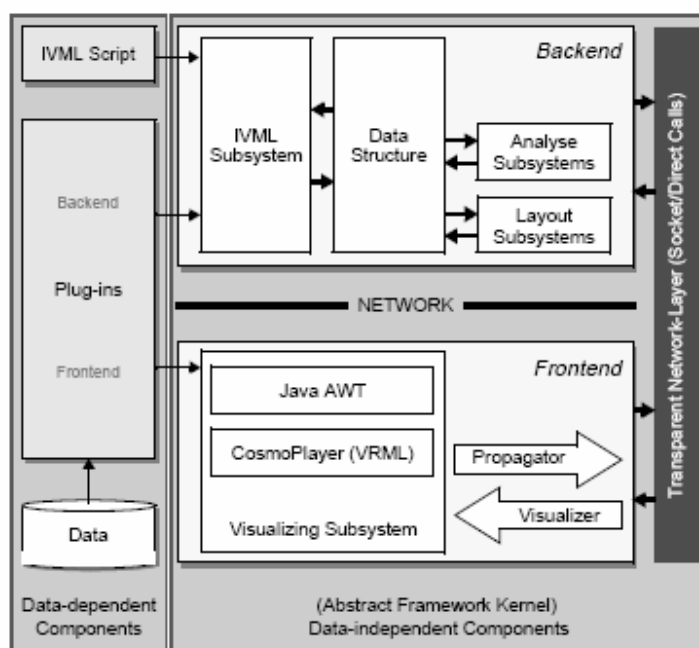 IVML Script
Backend
Plug-ins
Frontend
Data
Data-dependent
Components
Backend
IVML
Subsystem
Data
Structure
Analyse
Subsystems
Layout
Subsystems
NETWORK
Frontend
Java AWT
CosmoPlayer (VRML)
Visualizing Subsystem
Propagator
Visualizer
(Abstract Framework Kernel)
Data-independent Components
Transparent Network-Layer (Socket/Direct Calls)